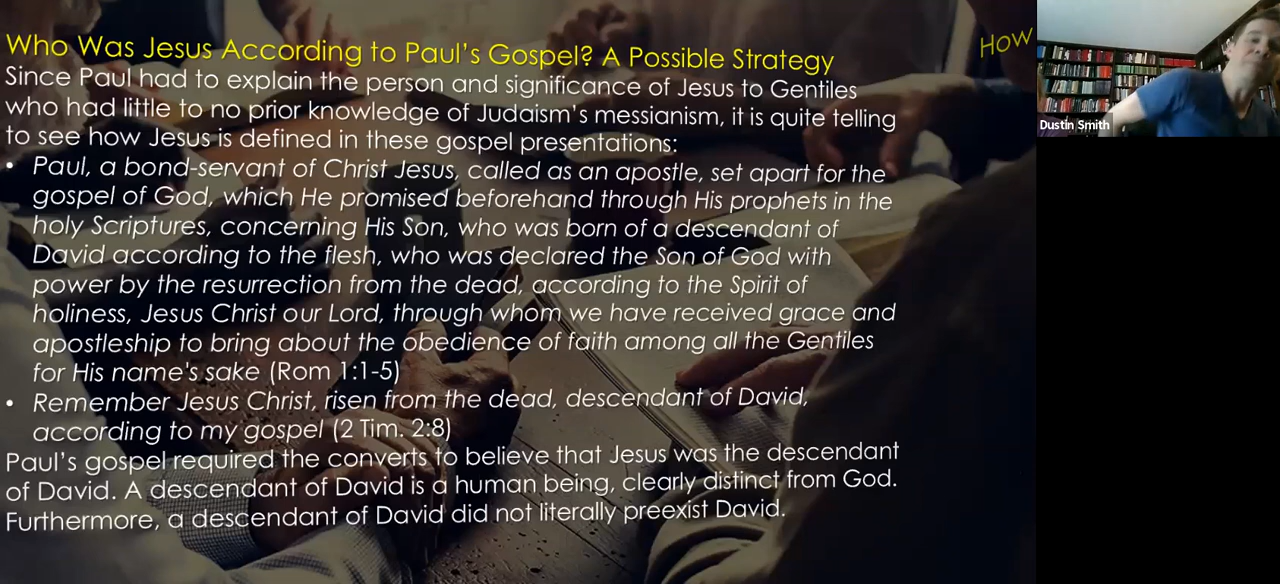 Who Was Jesus According to Paul's Gospel? A Possible Strategy
Since Paul had to explain the person and significance of Jesus to Gentiles
who had little to no prior knowledge of Judaism's messianism, it is quite telling
to see how Jesus is defined in these gospel presentations:
• Paul, a bond-servant of Christ Jesus, called as an apostle, set apart for the
gospel of God, which He promised beforehand through His prophets in the
holy Scriptures, concerning His Son, who was born of a descendant of
David according to the flesh, who was declared the Son of God with
power by the resurrection from the dead, according to the Spirit of
holiness, Jesus Christ our Lord, through whom we have received grace and
apostleship to bring about the obedience of faith among all the Gentiles
for His name's sake (Rom 1:1-5)
• Remember Jesus Christ, risen from the dead, descendant of David,
according to my gospel (2 Tim. 2:8)
Paul's gospel required the converts to believe that Jesus was the descendant
of David. A descendant of David is a human being, clearly distinct from God.
Furthermore, a descendant of David did not literally preexist David.
How
Dustin Smith